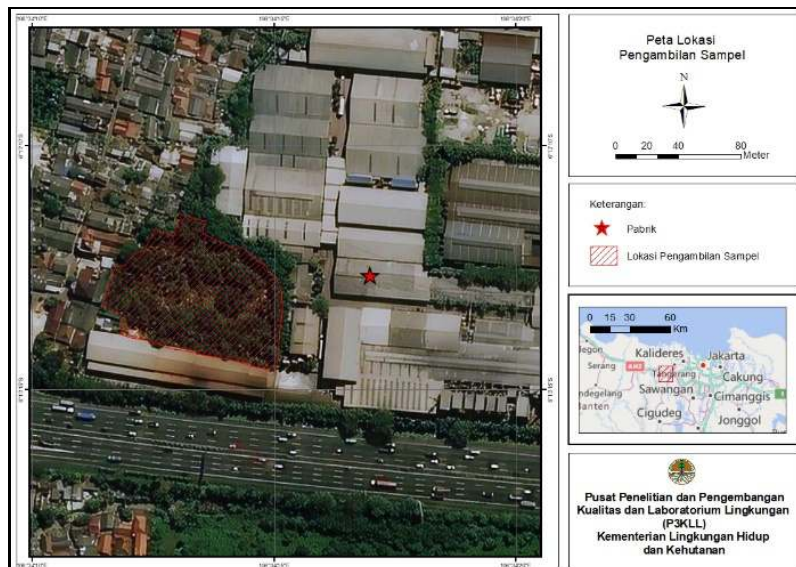 Peta Lokasi
Pengambilan Sampel
N
0 20 40 80
Meter
Keterangan:
Pabrik
Lokasi Pengambilan Sampel
0 15 30 60
Km
Kalideres
Jakarta
Serang
Tangerang
Cakung
Sawangan
Cimanggis
Cigudeg
Jonggol
Pusat Penelitian dan Pengembangan
Kualitas dan Laboratorium Lingkungan
(P3KLL)
Kementerian Lingkungan Hidup
dan Kehutanan